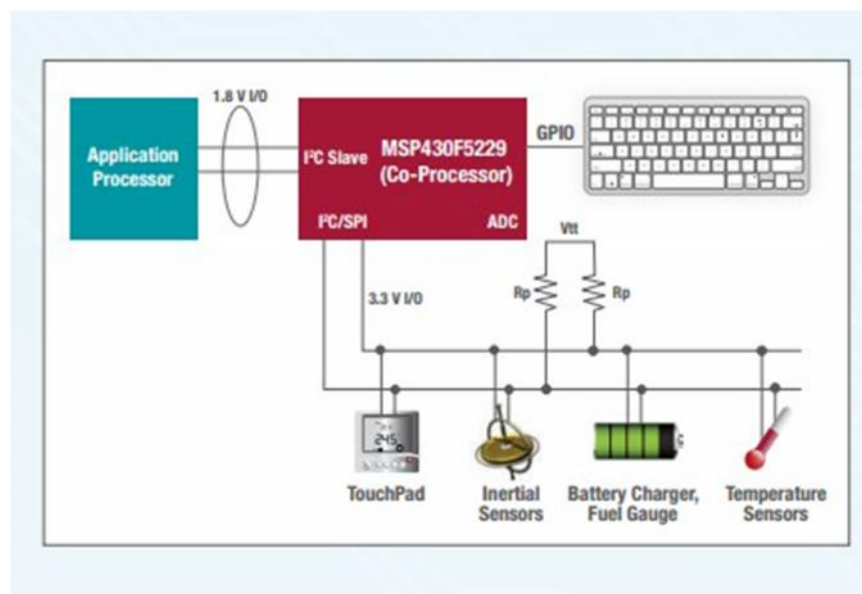 1.8 V I/O
Application
Processor
I²C Slave
MSP430F5229
(Co-Processor)
I²C/SPI
ADC
GPIO
Vtt
Rp
Rp
3.3 V I/O
245
TouchPad
Inertial
Sensors
Battery Charger,
Fuel Gauge
Temperature
Sensors